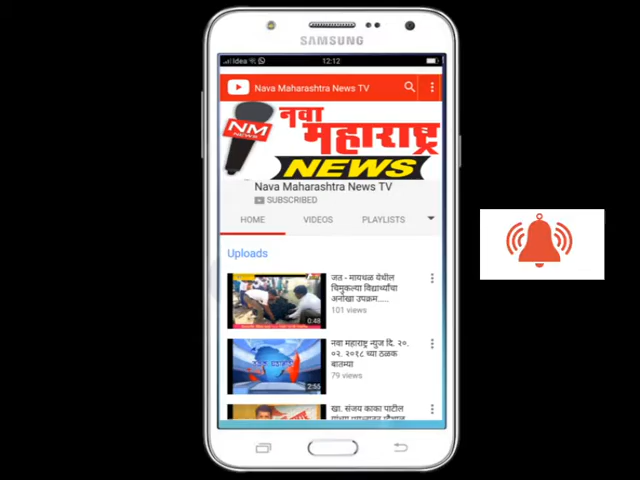 SAMSUNG
Idea
12:12
Nava Maharashtra News TV
NM
NEWS
नवा
महाराष्ट्र
NEWS
Nava Maharashtra News TV
SUBSCRIBED
HOME VIDEOS PLAYLISTS
Uploads
जत - मायथळ येथील
चिमुकल्या विद्यार्थ्यांचा
अनोखा उपक्रम.....
101 views
0:48
नवा महाराष्ट्र न्युज दि. २०.
०२. २०१८ च्या ठळक
बातम्या
79 views
2:55
खा. संजय काका पाटील